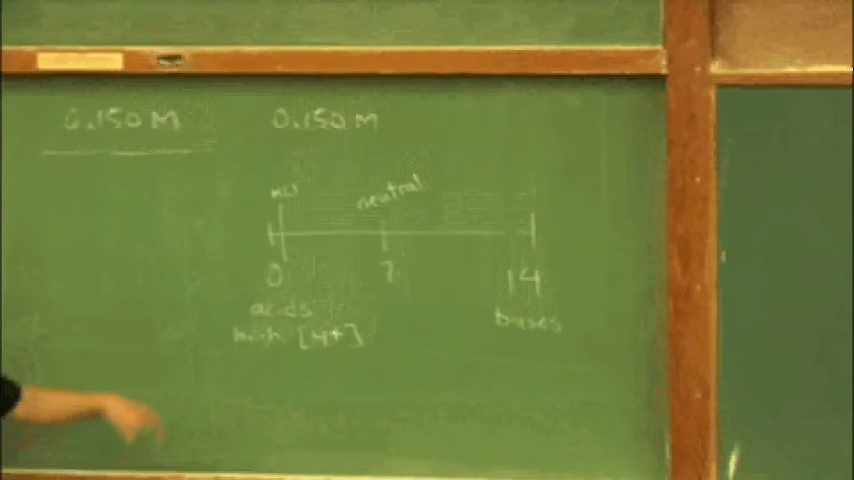 0.150 M 0.150 M
HCl neutral
0 7 14
acids bases
high [H+]